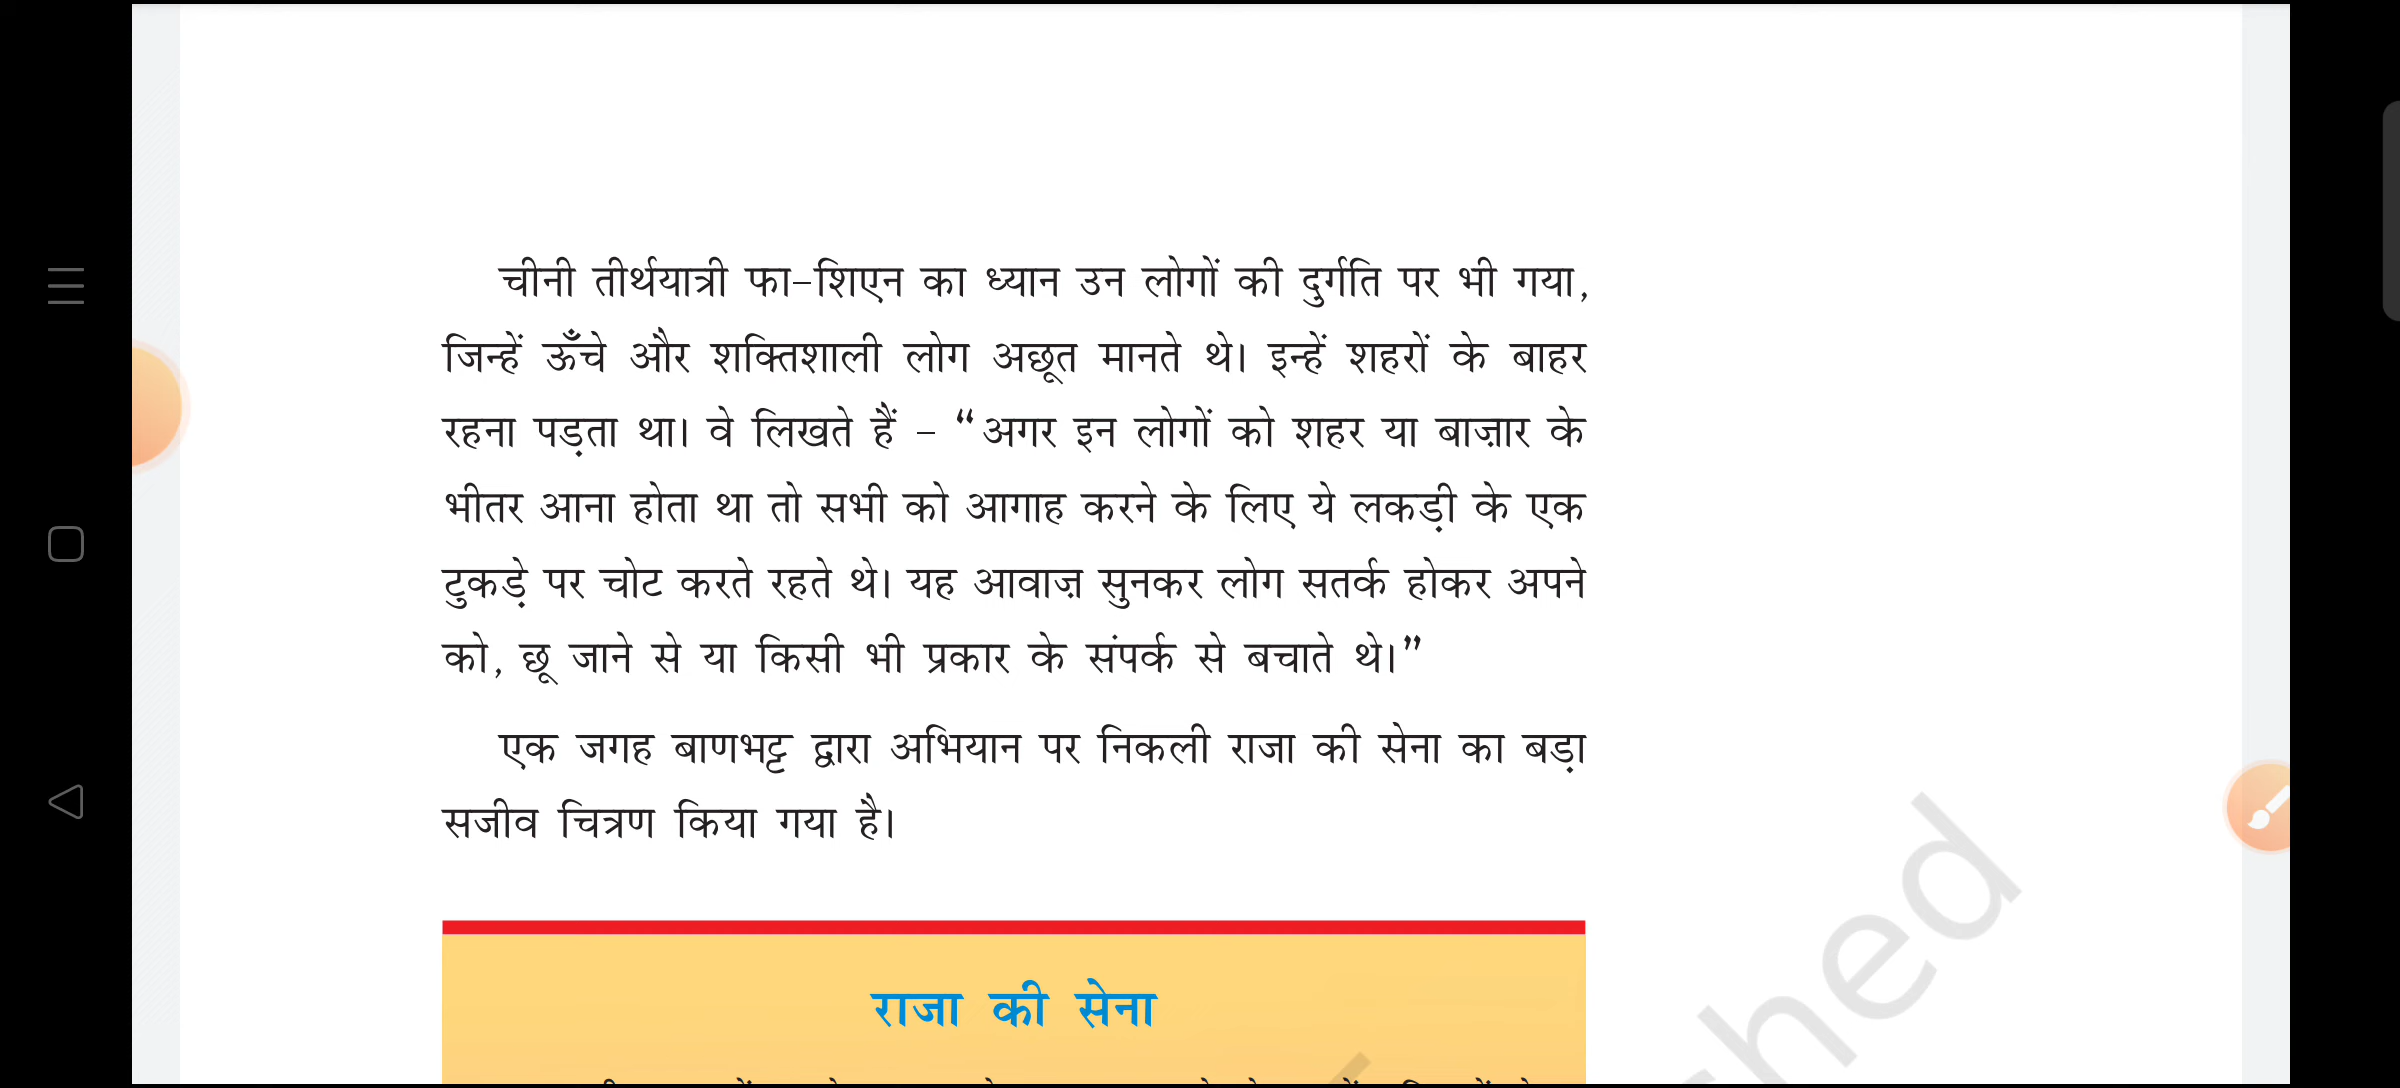 चीनी तीर्थयात्री फा-शिएन का ध्यान उन लोगों की दुर्गति पर भी गया,
जिन्हें ऊँचे और शक्तिशाली लोग अछूत मानते थे। इन्हें शहरों के बाहर
रहना पड़ता था। वे लिखते हैं – “अगर इन लोगों को शहर या बाज़ार के
भीतर आना होता था तो सभी को आगाह करने के लिए ये लकड़ी के एक
टुकड़े पर चोट करते रहते थे। यह आवाज़ सुनकर लोग सतर्क होकर अपने
को, छू जाने से या किसी भी प्रकार के संपर्क से बचाते थे।”
एक जगह बाणभट्ट द्वारा अभियान पर निकली राजा की सेना का बड़ा
सजीव चित्रण किया गया है।
राजा की सेना